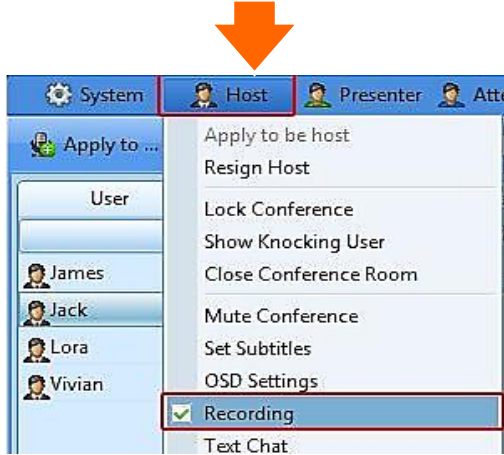 System Host Presenter
Apply to ...
Apply to be host
Resign Host
User
Lock Conference
Show Knocking User
James
Close Conference Room
Jack
Mute Conference
Lora
Set Subtitles
Vivian
OSD Settings
Recording
Text Chat